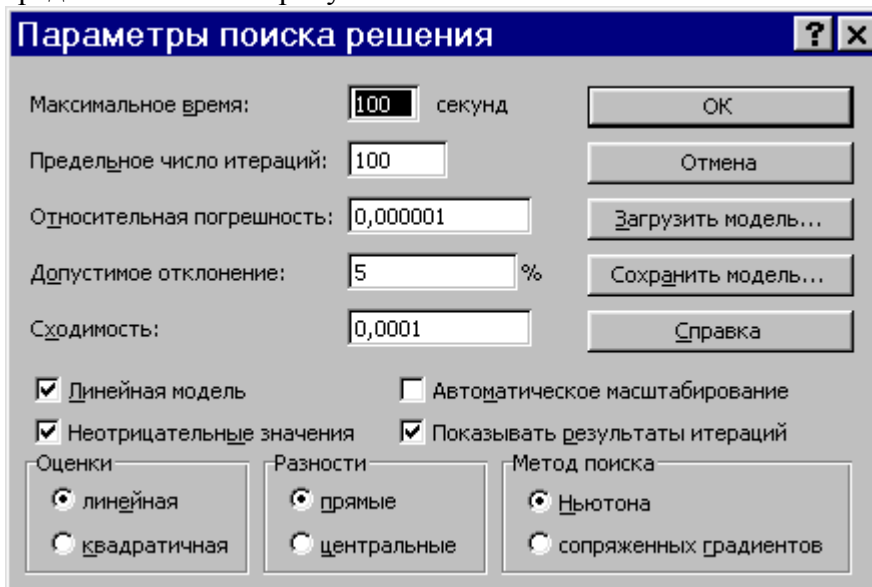 Параметры поиска решения
Максимальное время: 100 секунд OK
Предельное число итераций: 100 Отмена
Относительная погрешность: 0,000001 Загрузить модель...
Допустимое отклонение: 5 % Сохранить модель...
Сходимость: 0,0001 Справка
Линейная модель Автоматическое масштабирование
Неотрицательные значения Показывать результаты итераций
Оценки Разности Метод поиска
линейная прямые Ньютона
квадратичная центральные сопряженных градиентов